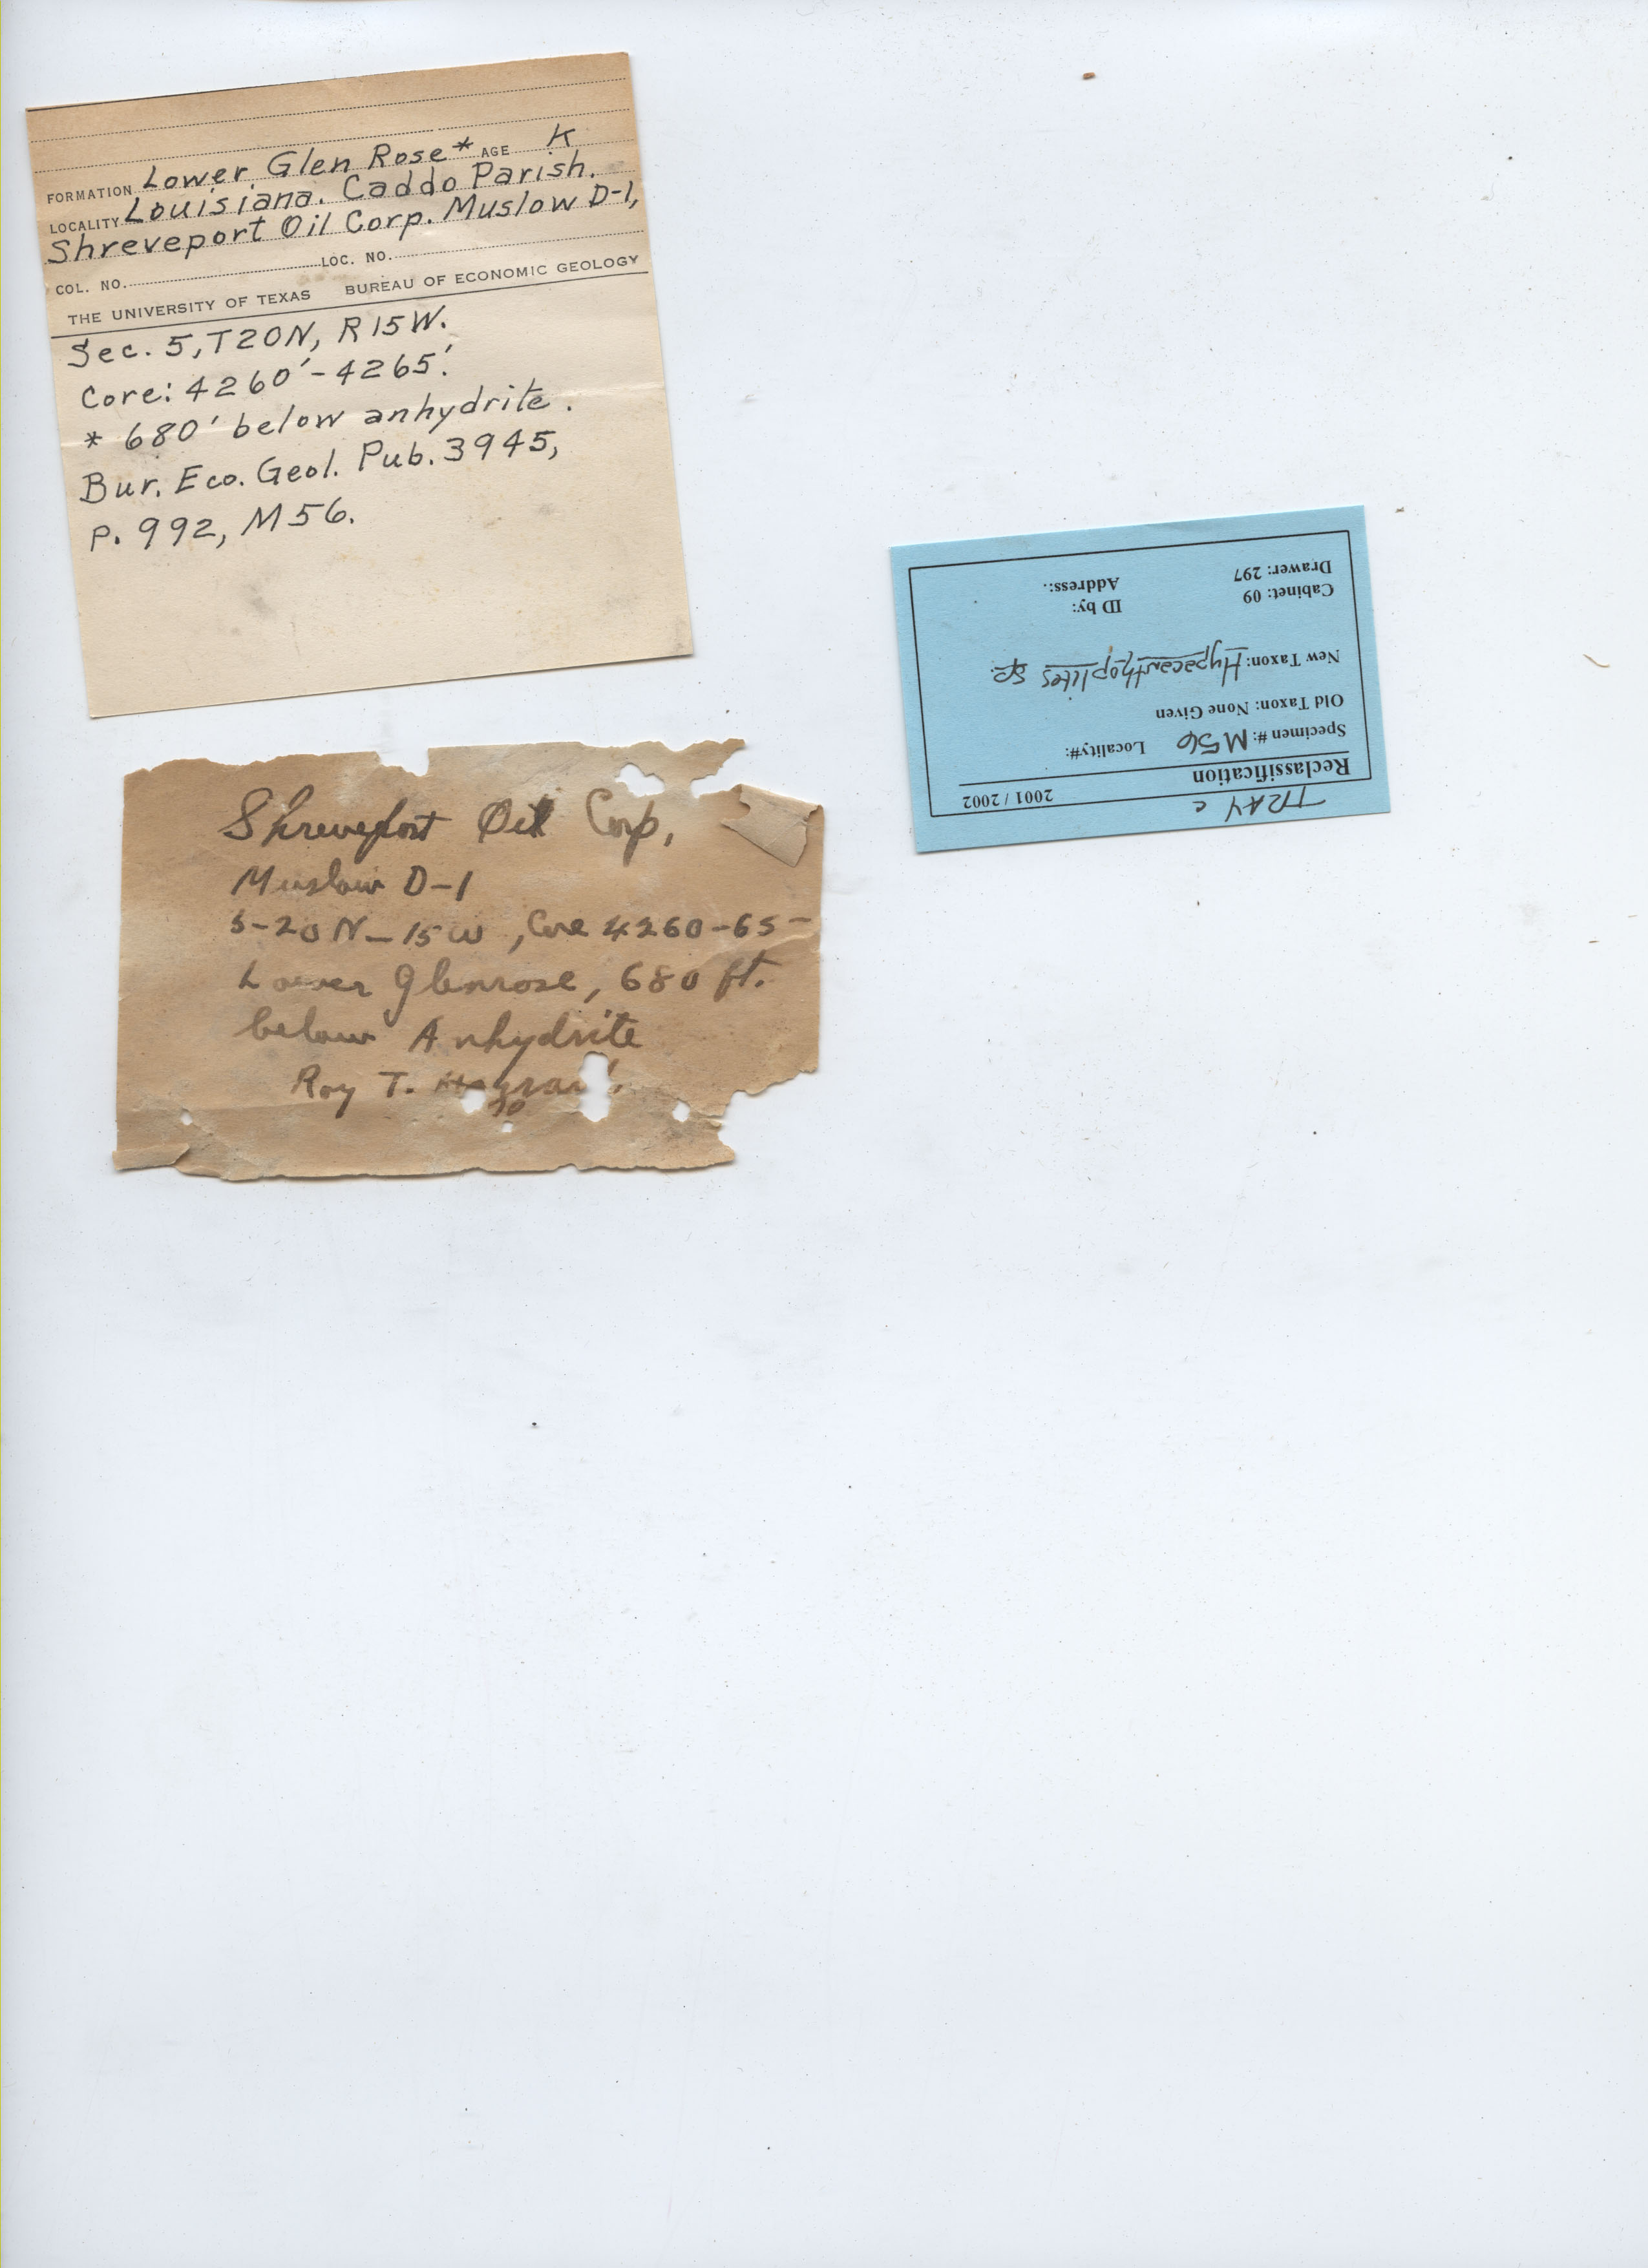 FORMATION Lower Glen Rose* AGE K
LOCALITY Louisiana. Caddo Parish.
Shreveport Oil Corp. Muslow D-1,
COL. NO. LOC. NO.
THE UNIVERSITY OF TEXAS BUREAU OF ECONOMIC GEOLOGY
Sec. 5, T20N, R15W.
Core: 4260'-4265'.
* 680' below anhydrite.
Bur. Eco. Geol. Pub. 3945,
P. 992, M56.
Shreveport Oil Corp,
Muslow D-1
5-20N-15W, Core 4260-65-
Lower Glenrose, 680 ft.
below Anhydrite
Roy T.
TRAY C
Reclassification 2001 / 2002
Specimen #: M56 Locality#:
Old Taxon: None Given
New Taxon: Hypacanthoplites sp.
Cabinet: 09 ID by:
Drawer: 297 Address:.